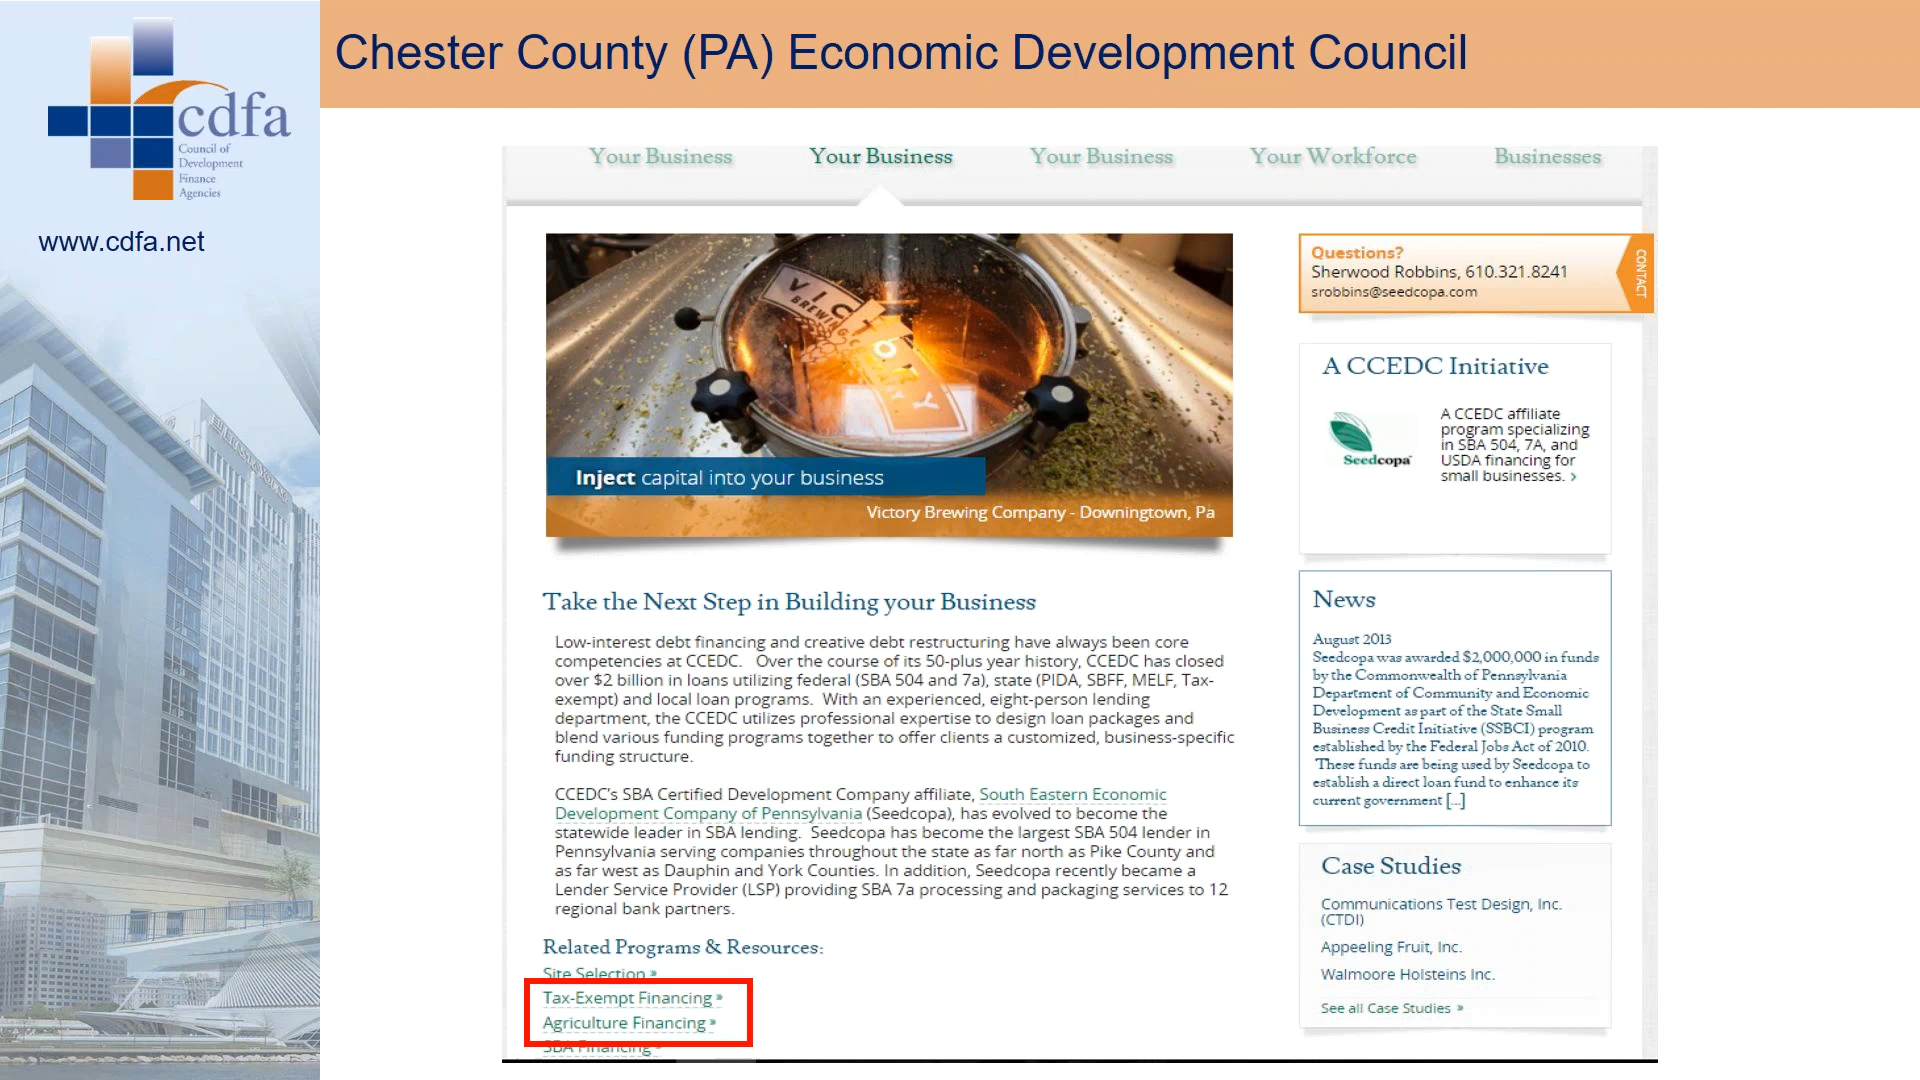 cdfa
Council of
Development
Finance
Agencies
www.cdfa.net
Chester County (PA) Economic Development Council
Your Business
Your Business
Your Business
Your Workforce
Businesses
VICT
BREWING
Inject capital into your business
Victory Brewing Company - Downingtown, Pa
Take the Next Step in Building your Business
Low-interest debt financing and creative debt restructuring have always been core
competencies at CCEDC. Over the course of its 50-plus year history, CCEDC has closed
over $2 billion in loans utilizing federal (SBA 504 and 7a), state (PIDA, SBFF, MELF, Tax-
exempt) and local loan programs. With an experienced, eight-person lending
department, the CCEDC utilizes professional expertise to design loan packages and
blend various funding programs together to offer clients a customized, business-specific
funding structure.
CCEDC's SBA Certified Development Company affiliate, South Eastern Economic
Development Company of Pennsylvania (Seedcopa), has evolved to become the
statewide leader in SBA lending. Seedcopa has become the largest SBA 504 lender in
Pennsylvania serving companies throughout the state as far north as Pike County and
as far west as Dauphin and York Counties. In addition, Seedcopa recently became a
Lender Service Provider (LSP) providing SBA 7a processing and packaging services to 12
regional bank partners.
Related Programs & Resources:
Site Selection »
Tax-Exempt Financing »
Agriculture Financing »
SBA Financing »
Questions?
Sherwood Robbins, 610.321.8241
srobbins@seedcopa.com
CONTACT
A CCEDC Initiative
Seedcopa
A CCEDC affiliate
program specializing
in SBA 504, 7A, and
USDA financing for
small businesses. ›
News
August 2013
Seedcopa was awarded $2,000,000 in funds
by the Commonwealth of Pennsylvania
Department of Community and Economic
Development as part of the State Small
Business Credit Initiative (SSBCI) program
established by the Federal Jobs Act of 2010.
These funds are being used by Seedcopa to
establish a direct loan fund to enhance its
current government [...]
Case Studies
Communications Test Design, Inc.
(CTDI)
Appeeling Fruit, Inc.
Walmoore Holsteins Inc.
See all Case Studies »